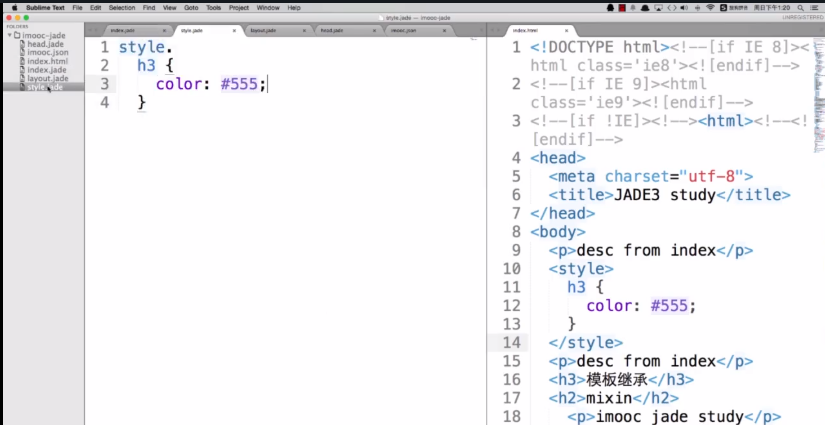 Sublime Text File Edit Selection Find View Goto Tools Project Window Help
周日下午1:20
style.jade — imooc-jade
UNREGISTERED
FOLDERS
imooc-jade
head.jade
imooc.json
index.html
index.jade
layout.jade
style.jade
index.jade style.jade layout.jade head.jade imooc.json
1 style.
2 h3 {
3 color: #555;
4 }
index.html
1 <!DOCTYPE html><!--[if IE 8]><
html class='ie8'><![endif]-->
2 <!--[if IE 9]><html
class='ie9'><![endif]-->
3 <!--[if !IE]><!--><html><!--<!
[endif]-->
4 <head>
5 <meta charset="utf-8">
6 <title>JADE3 study</title>
7 </head>
8 <body>
9 <p>desc from index</p>
10 <style>
11 h3 {
12 color: #555;
13 }
14 </style>
15 <p>desc from index</p>
16 <h3>模板继承</h3>
17 <h2>mixin</h2>
18 <p>imooc jade study</p>